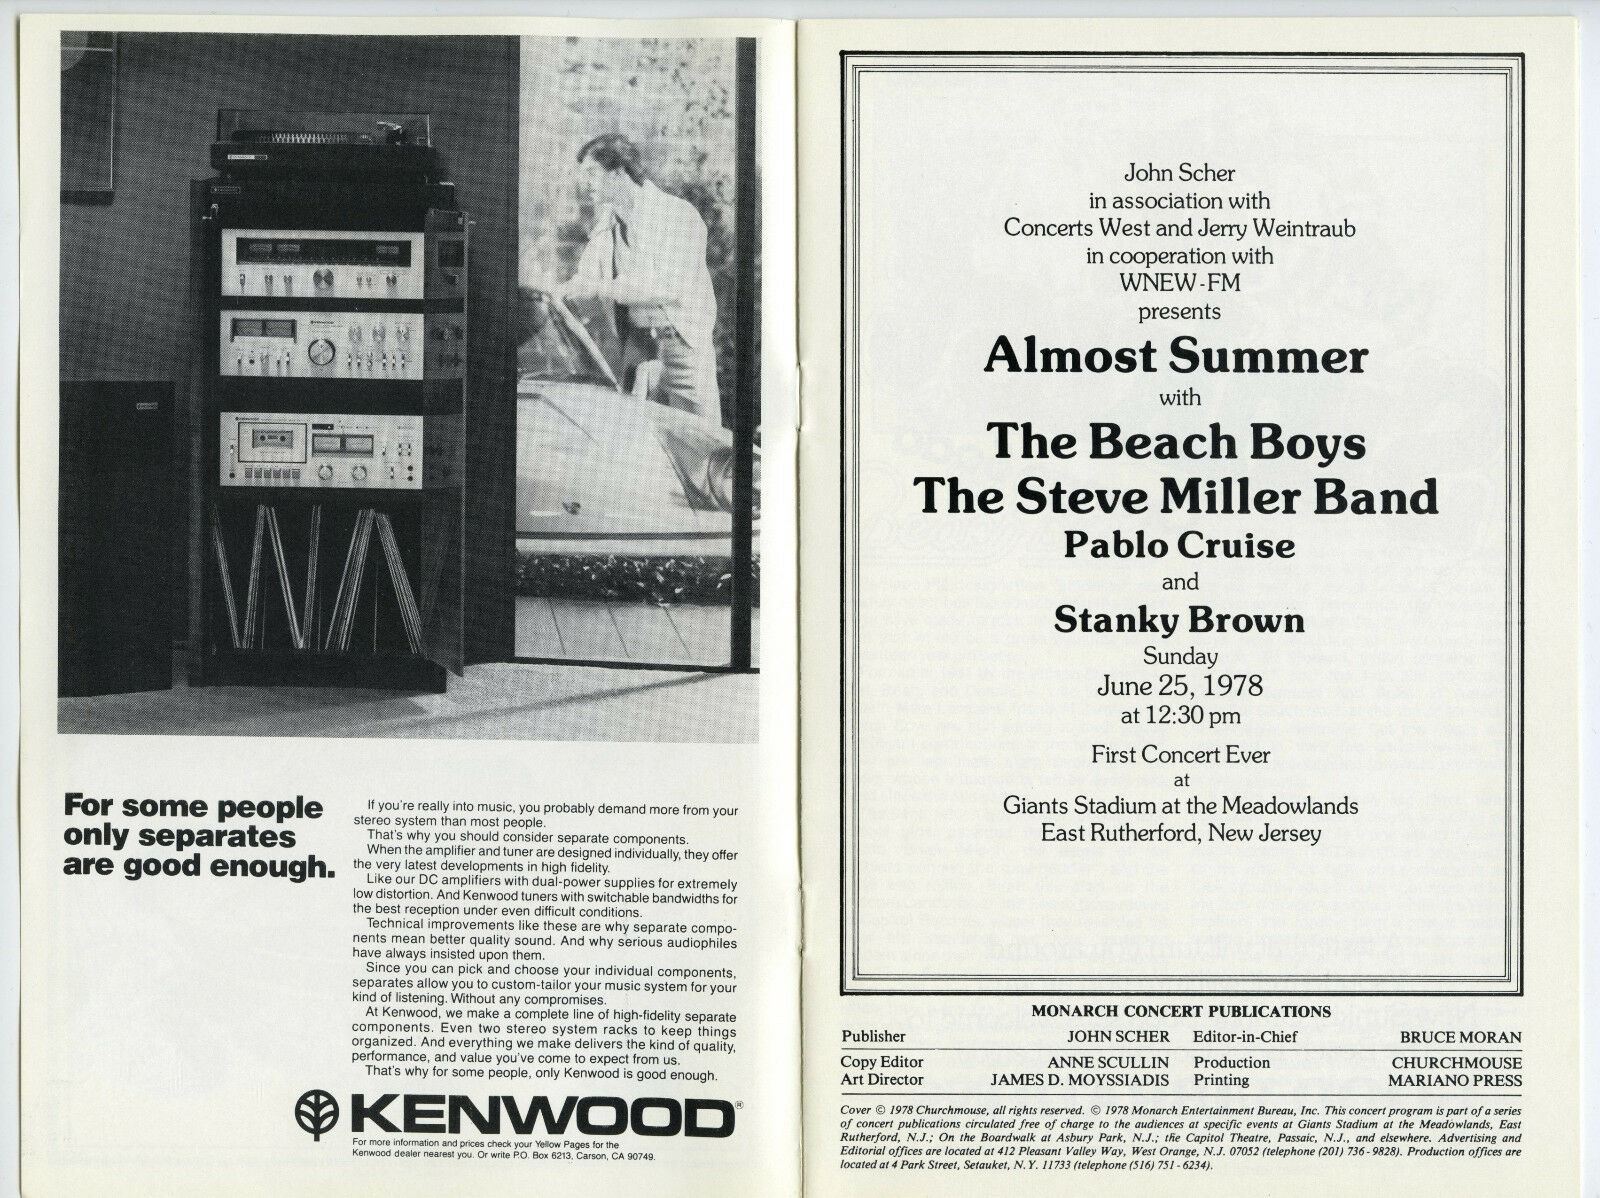 For some people
only separates
are good enough.
If you're really into music, you probably demand more from your
stereo system than most people.
That's why you should consider separate components.
When the amplifier and tuner are designed individually, they offer
the very latest developments in high fidelity.
Like our DC amplifiers with dual-power supplies for extremely
low distortion. And Kenwood tuners with switchable bandwidths for
the best reception under even difficult conditions.
Technical improvements like these are why separate compo-
nents mean better quality sound. And why serious audiophiles
have always insisted upon them.
Since you can pick and choose your individual components,
separates allow you to custom-tailor your music system for your
kind of listening. Without any compromises.
At Kenwood, we make a complete line of high-fidelity separate
components. Even two stereo system racks to keep things
organized. And everything we make delivers the kind of quality,
performance, and value you've come to expect from us.
That's why for some people, only Kenwood is good enough.
KENWOOD®
For more information and prices check your Yellow Pages for the
Kenwood dealer nearest you. Or write P.O. Box 6213, Carson, CA 90749.
John Scher
in association with
Concerts West and Jerry Weintraub
in cooperation with
WNEW-FM
presents
Almost Summer
with
The Beach Boys
The Steve Miller Band
Pablo Cruise
and
Stanky Brown
Sunday
June 25, 1978
at 12:30 pm
First Concert Ever
at
Giants Stadium at the Meadowlands
East Rutherford, New Jersey
MONARCH CONCERT PUBLICATIONS
Publisher JOHN SCHER Editor-in-Chief BRUCE MORAN
Copy Editor ANNE SCULLIN Production CHURCHMOUSE
Art Director JAMES D. MOYSSIADIS Printing MARIANO PRESS
Cover © 1978 Churchmouse, all rights reserved. © 1978 Monarch Entertainment Bureau, Inc. This concert program is part of a series
of concert publications circulated free of charge to the audiences at specific events at Giants Stadium at the Meadowlands, East
Rutherford, N.J.; On the Boardwalk at Asbury Park, N.J.; the Capitol Theatre, Passaic, N.J., and elsewhere. Advertising and
Editorial offices are located at 412 Pleasant Valley Way, West Orange, N.J. 07052 (telephone (201) 736-9828). Production offices are
located at 4 Park Street, Setauket, N.Y. 11733 (telephone (516) 751-6234).